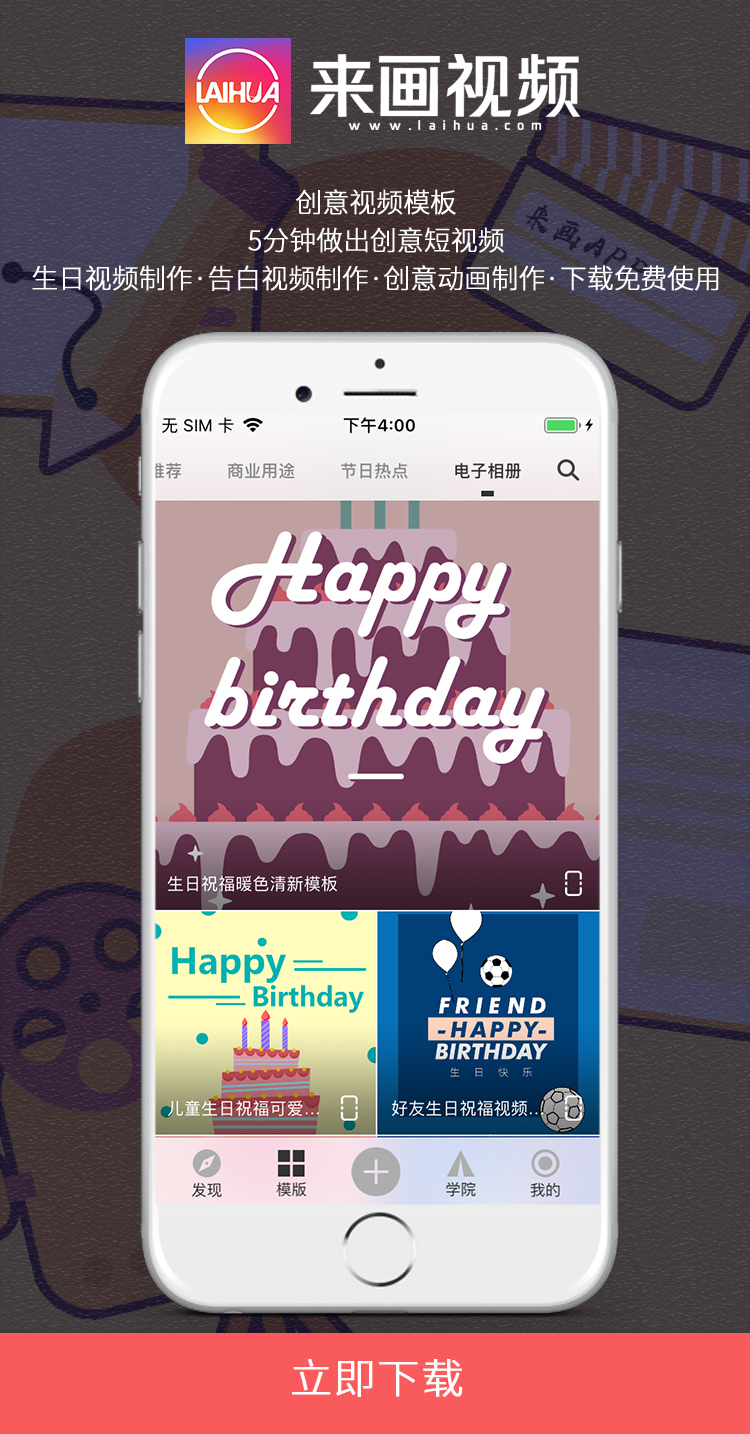 LAIHUA
来画视频
www.laihua.com
来画APP
创意视频模板
5分钟做出创意短视频
生日视频制作·告白视频制作·创意动画制作·下载免费使用
无 SIM 卡
下午4:00
推荐 商业用途 节日热点 电子相册
Happy
birthday
生日祝福暖色清新模板
Happy
Birthday
儿童生日祝福可爱...
FRIEND
-HAPPY-
BIRTHDAY
生日快乐
好友生日祝福视频...
发现 模版 学院 我的
立即下载